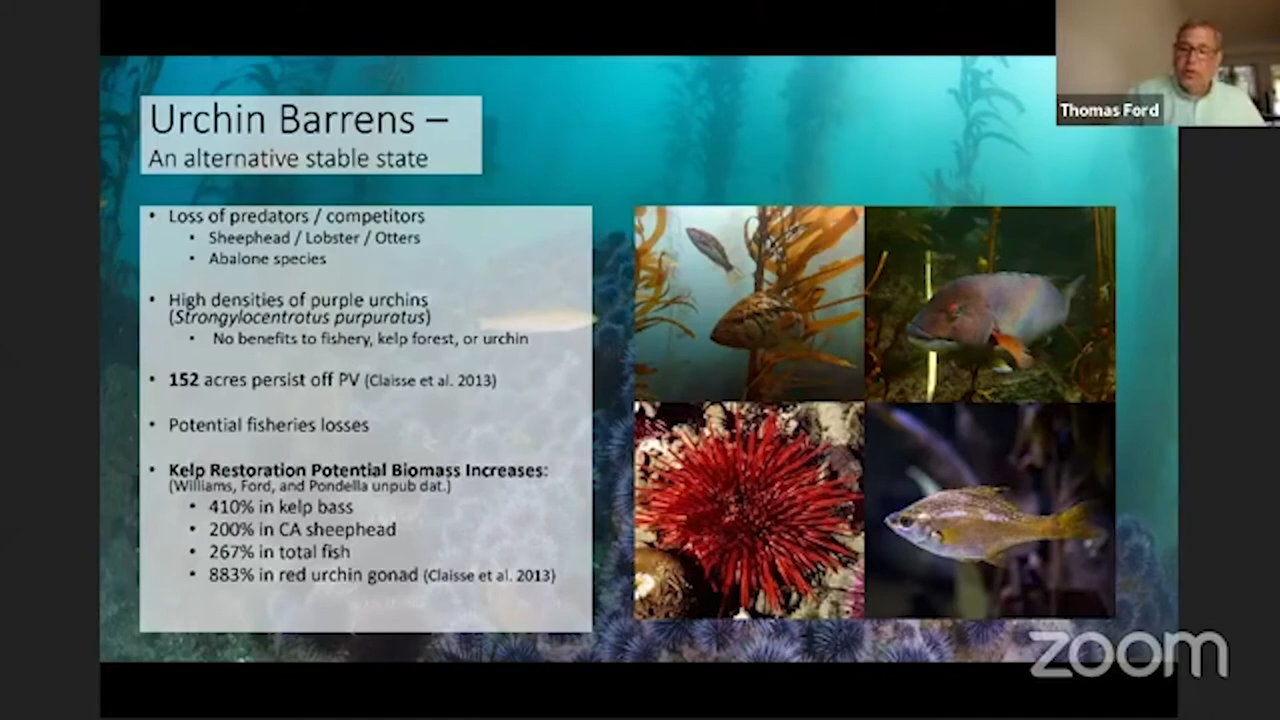 Thomas Ford
Urchin Barrens –
An alternative stable state
• Loss of predators / competitors
• Sheephead / Lobster / Otters
• Abalone species
• High densities of purple urchins
(Strongylocentrotus purpuratus)
• No benefits to fishery, kelp forest, or urchin
• 152 acres persist off PV (Claisse et al. 2013)
• Potential fisheries losses
• Kelp Restoration Potential Biomass Increases:
(Williams, Ford, and Pondella unpub dat.)
• 410% in kelp bass
• 200% in CA sheephead
• 267% in total fish
• 883% in red urchin gonad (Claisse et al. 2013)
zoom